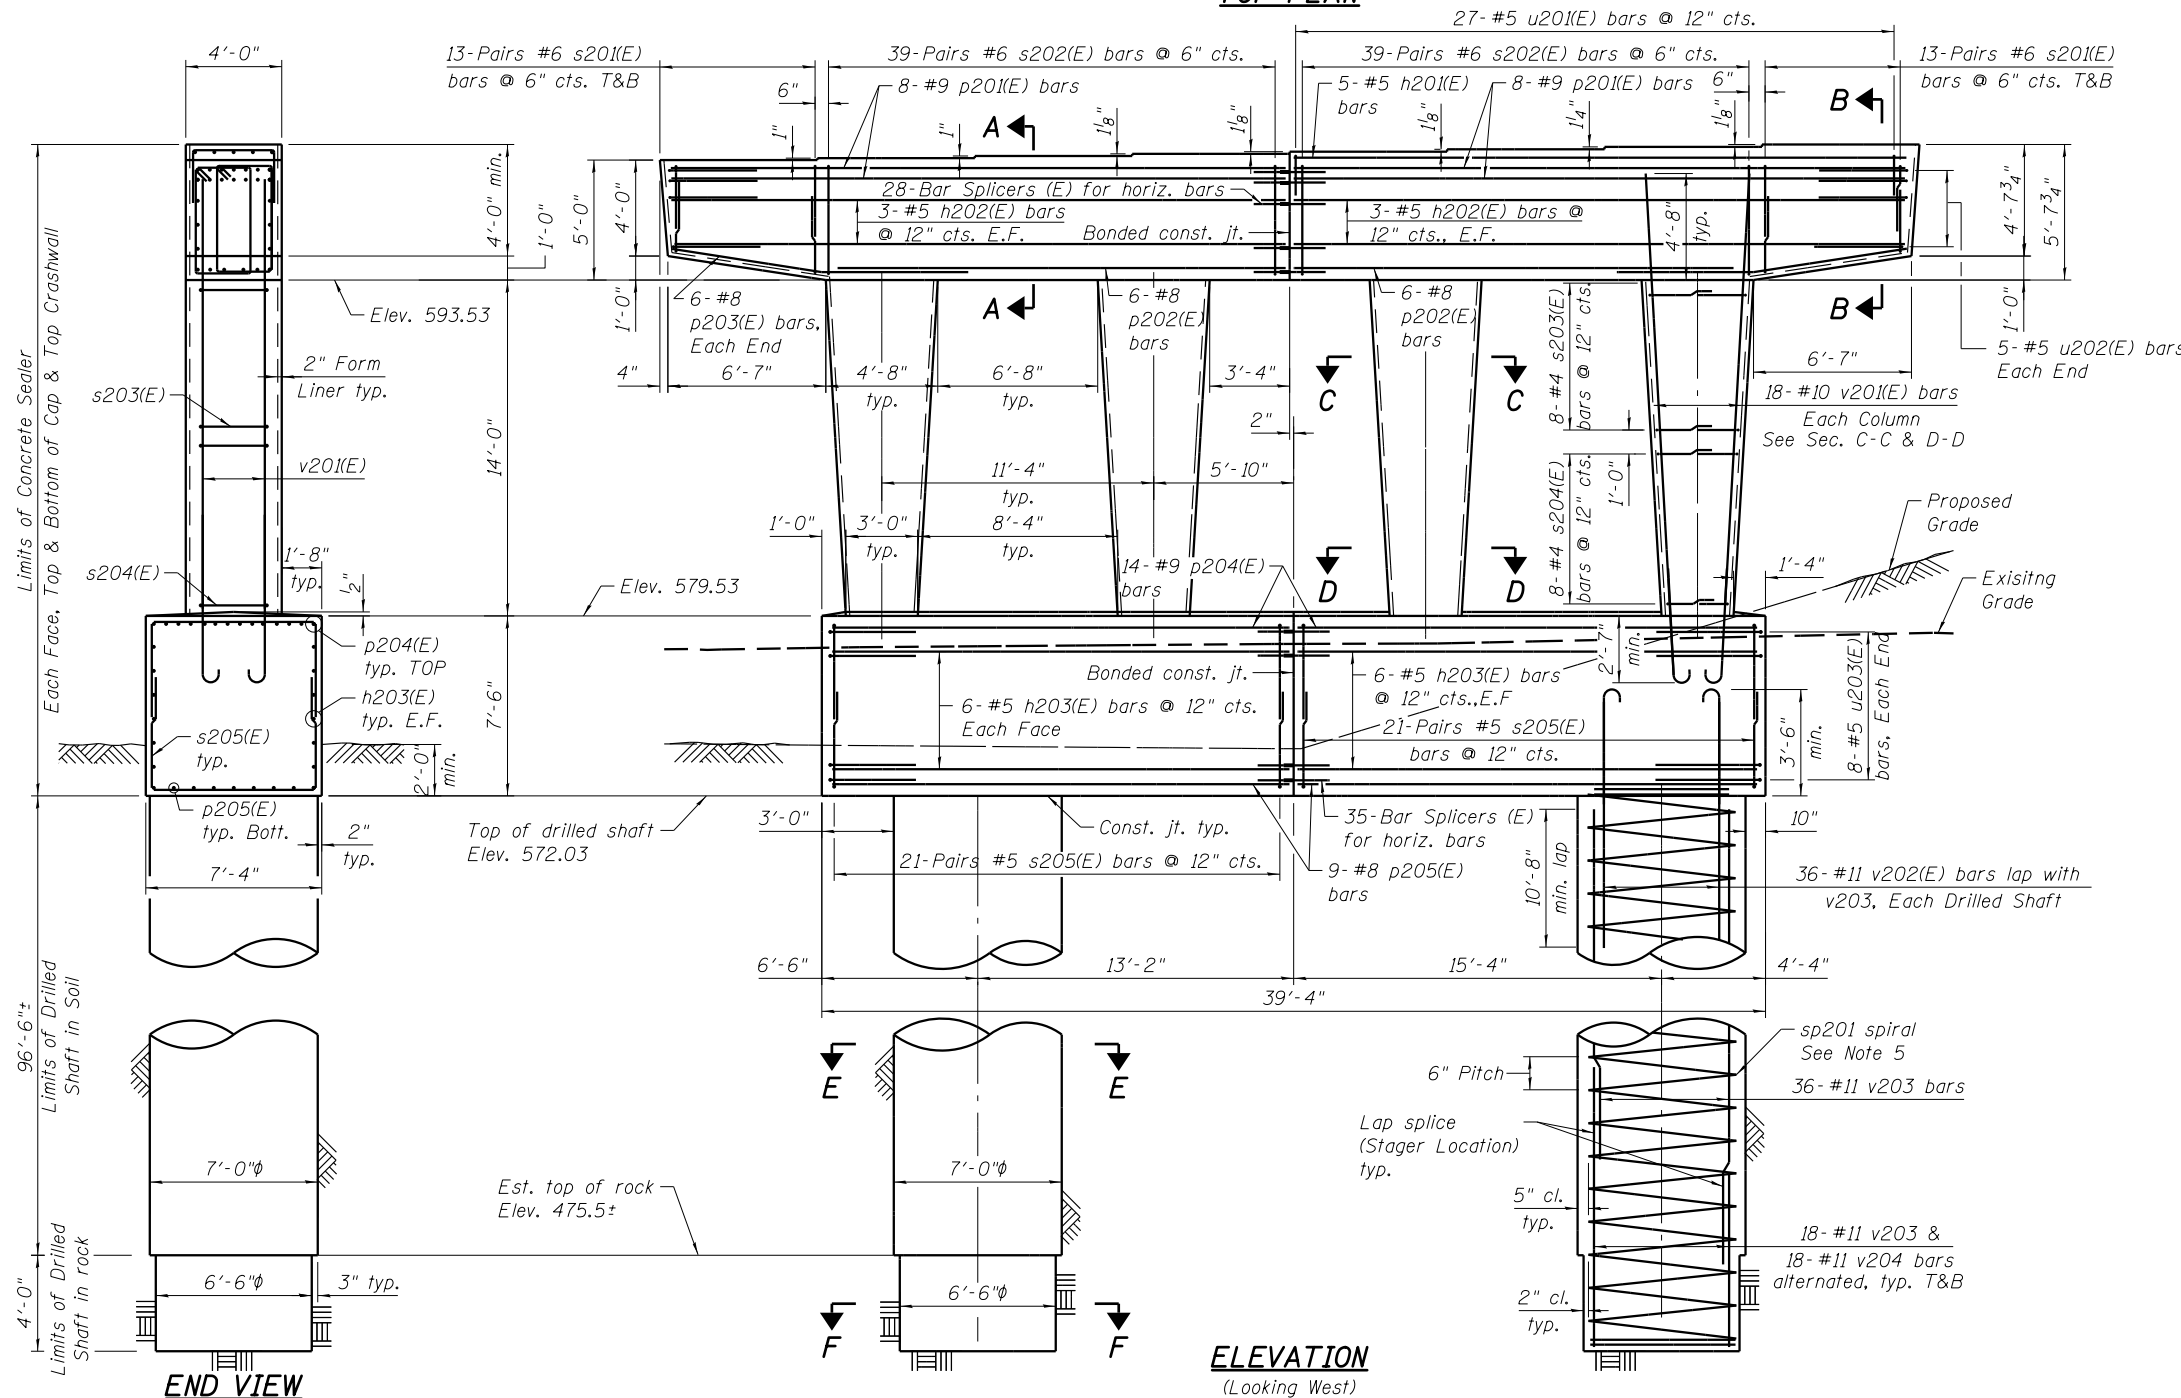 27-#5 u201(E) bars @ 12" cts.
4'-0"
13-Pairs #6 s201(E)
bars @ 6" cts. T&B
39-Pairs #6 s202(E) bars @ 6" cts.
39-Pairs #6 s202(E) bars @ 6" cts.
13-Pairs #6 s201(E)
bars @ 6" cts. T&B
6"
8-#9 p201(E) bars
5-#5 h201(E)
bars
8-#9 p201(E) bars
6"
1"
1"
A
1⅛"
1⅛"
1⅛"
1¼"
1⅛"
B
B
28-Bar Splicers (E) for horiz. bars
3-#5 h202(E) bars
@ 12" cts. E.F.
Bonded const. jt.
3-#5 h202(E) bars @
12" cts., E.F.
4'-8"
typ.
4'-0" min.
1'-0"
5'-0"
4'-0"
1'-0"
4'-7¾"
5'-7¾"
1'-0"
Elev. 593.53
6-#8
p203(E) bars,
Each End
A
6-#8
p202(E)
bars
6-#8
p202(E)
bars
8-#4 s203(E)
bars @ 12" cts.
B
5-#5 u202(E) bars
Each End
4"
6'-7"
4'-8"
typ.
6'-8"
typ.
3'-4"
C
C
6'-7"
2"
18-#10 v201(E) bars
Each Column
See Sec. C-C & D-D
2" Form
Liner typ.
s203(E)
v201(E)
14'-0"
Limits of Concrete Sealer
Each Face, Top & Bottom of Cap & Top Crashwall
11'-4"
typ.
5'-10"
1'-0"
8-#4 s204(E)
bars @ 12" cts.
1'-0"
3'-0"
typ.
8'-4"
typ.
Proposed
Grade
s204(E)
1'-8"
typ.
½"
Elev. 579.53
14-#9 p204(E)
bars
D
D
1'-4"
Exisitng
Grade
p204(E)
typ. TOP
h203(E)
typ. E.F.
s205(E)
typ.
7'-6"
2'-0"
min.
Bonded const. jt.
6-#5 h203(E) bars @ 12" cts.
Each Face
6-#5 h203(E) bars
@ 12" cts.,E.F
21-Pairs #5 s205(E)
bars @ 12" cts.
2'-7"
min.
3'-6"
min.
8-#5 u203(E)
bars, Each End
p205(E)
typ. Bott.
2"
typ.
7'-4"
Top of drilled shaft
Elev. 572.03
3'-0"
Const. jt. typ.
35-Bar Splicers (E)
for horiz. bars
10"
21-Pairs #5 s205(E) bars @ 12" cts.
9-#8 p205(E)
bars
10'-8"
min. lap
36-#11 v202(E) bars lap with
v203, Each Drilled Shaft
6'-6"
13'-2"
15'-4"
4'-4"
39'-4"
96'-6"±
Limits of Drilled
Shaft in Soil
E
E
6" Pitch
sp201 spiral
See Note 5
36-#11 v203 bars
Lap splice
(Stager Location)
typ.
7'-0"ϕ
7'-0"ϕ
Est. top of rock
Elev. 475.5±
5" cl.
typ.
18-#11 v203 &
18-#11 v204 bars
alternated, typ. T&B
4'-0"
Limits of Drilled
Shaft in rock
6'-6"ϕ
3" typ.
6'-6"ϕ
2" cl.
typ.
F
F
END VIEW
ELEVATION
(Looking West)